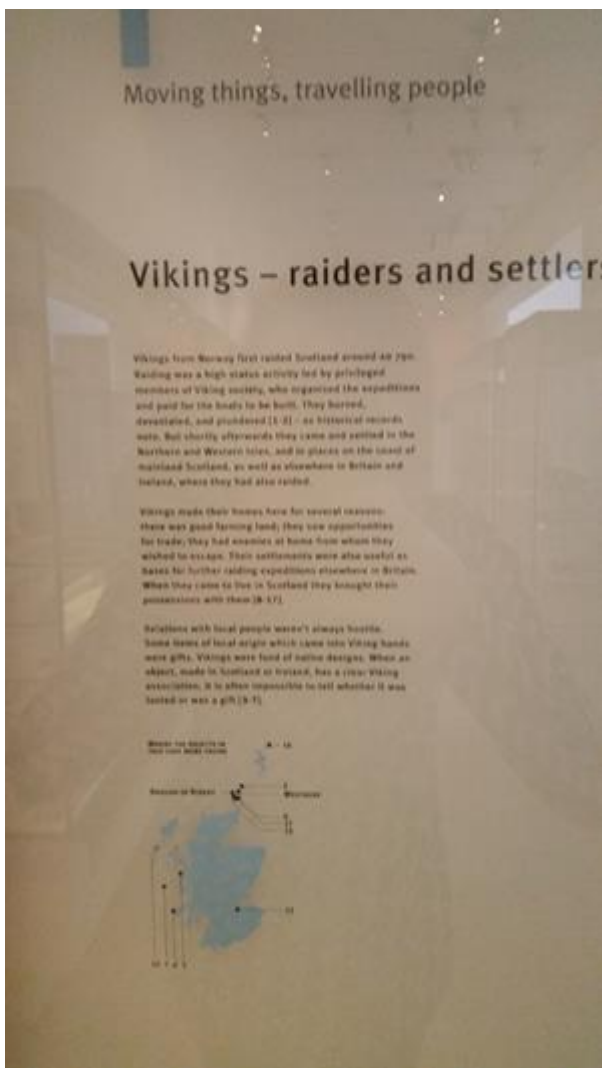 Moving things, travelling people
Vikings – raiders and settlers
Vikings from Norway first raided Scotland around AD 790.
Raiding was a high status activity led by privileged
members of Viking society, who organised the expeditions
and paid for the boats to be built. They burned,
devastated, and plundered [1-2] – as historical records
note. But shortly afterwards they came and settled in the
Northern and Western Isles, and in places on the coast of
mainland Scotland, as well as elsewhere in Britain and
Ireland, where they had also raided.
Vikings made their homes here for several reasons:
there was good farming land; they saw opportunities
for trade; they had enemies at home from whom they
wished to escape. Their settlements were also useful as
bases for further raiding expeditions elsewhere in Britain.
When they came to live in Scotland they brought their
possessions with them [8-17].
Relations with local people weren't always hostile.
Some items of local origin which came into Viking hands
were gifts. Vikings were fond of native designs. When an
object, made in Scotland or Ireland, has a clear Viking
association, it is often impossible to tell whether it was
looted or was a gift [3-7].
Where the objects in
this case were found
Westness